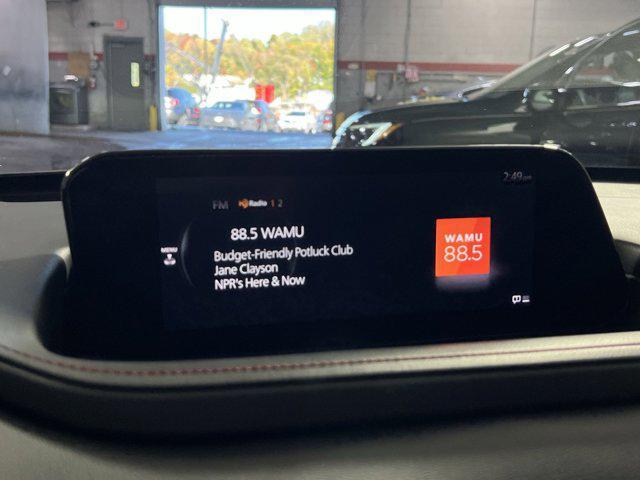 2:49 pm
FM HD Radio 1 2
88.5 WAMU
MENU
Budget-Friendly Potluck Club
Jane Clayson
NPR's Here & Now
WAMU
88.5